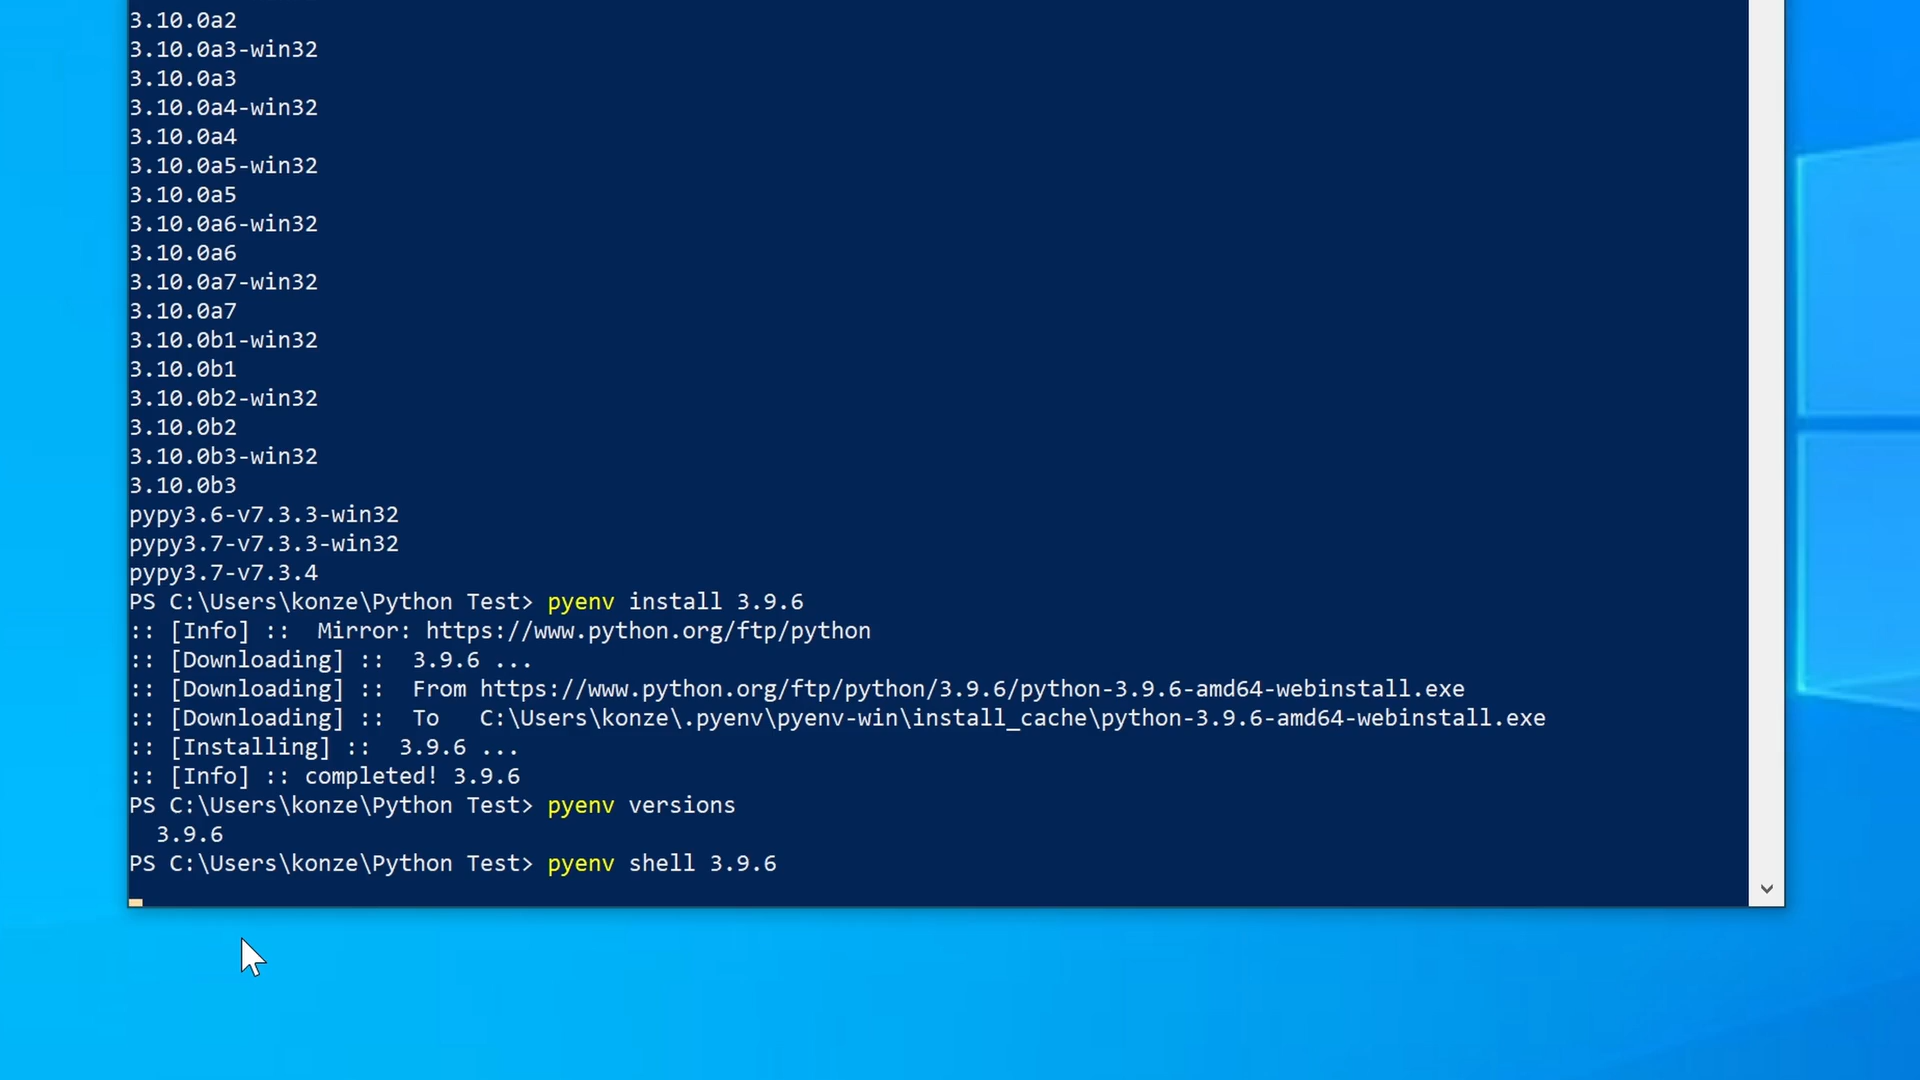 3.10.0a2
3.10.0a3-win32
3.10.0a3
3.10.0a4-win32
3.10.0a4
3.10.0a5-win32
3.10.0a5
3.10.0a6-win32
3.10.0a6
3.10.0a7-win32
3.10.0a7
3.10.0b1-win32
3.10.0b1
3.10.0b2-win32
3.10.0b2
3.10.0b3-win32
3.10.0b3
pypy3.6-v7.3.3-win32
pypy3.7-v7.3.3-win32
pypy3.7-v7.3.4
PS C:\Users\konze\Python Test> pyenv install 3.9.6
:: [Info] ::  Mirror: https://www.python.org/ftp/python
:: [Downloading] ::  3.9.6 ...
:: [Downloading] ::  From https://www.python.org/ftp/python/3.9.6/python-3.9.6-amd64-webinstall.exe
:: [Downloading] ::  To   C:\Users\konze\.pyenv\pyenv-win\install_cache\python-3.9.6-amd64-webinstall.exe
:: [Installing] ::  3.9.6 ...
:: [Info] :: completed! 3.9.6
PS C:\Users\konze\Python Test> pyenv versions
  3.9.6
PS C:\Users\konze\Python Test> pyenv shell 3.9.6